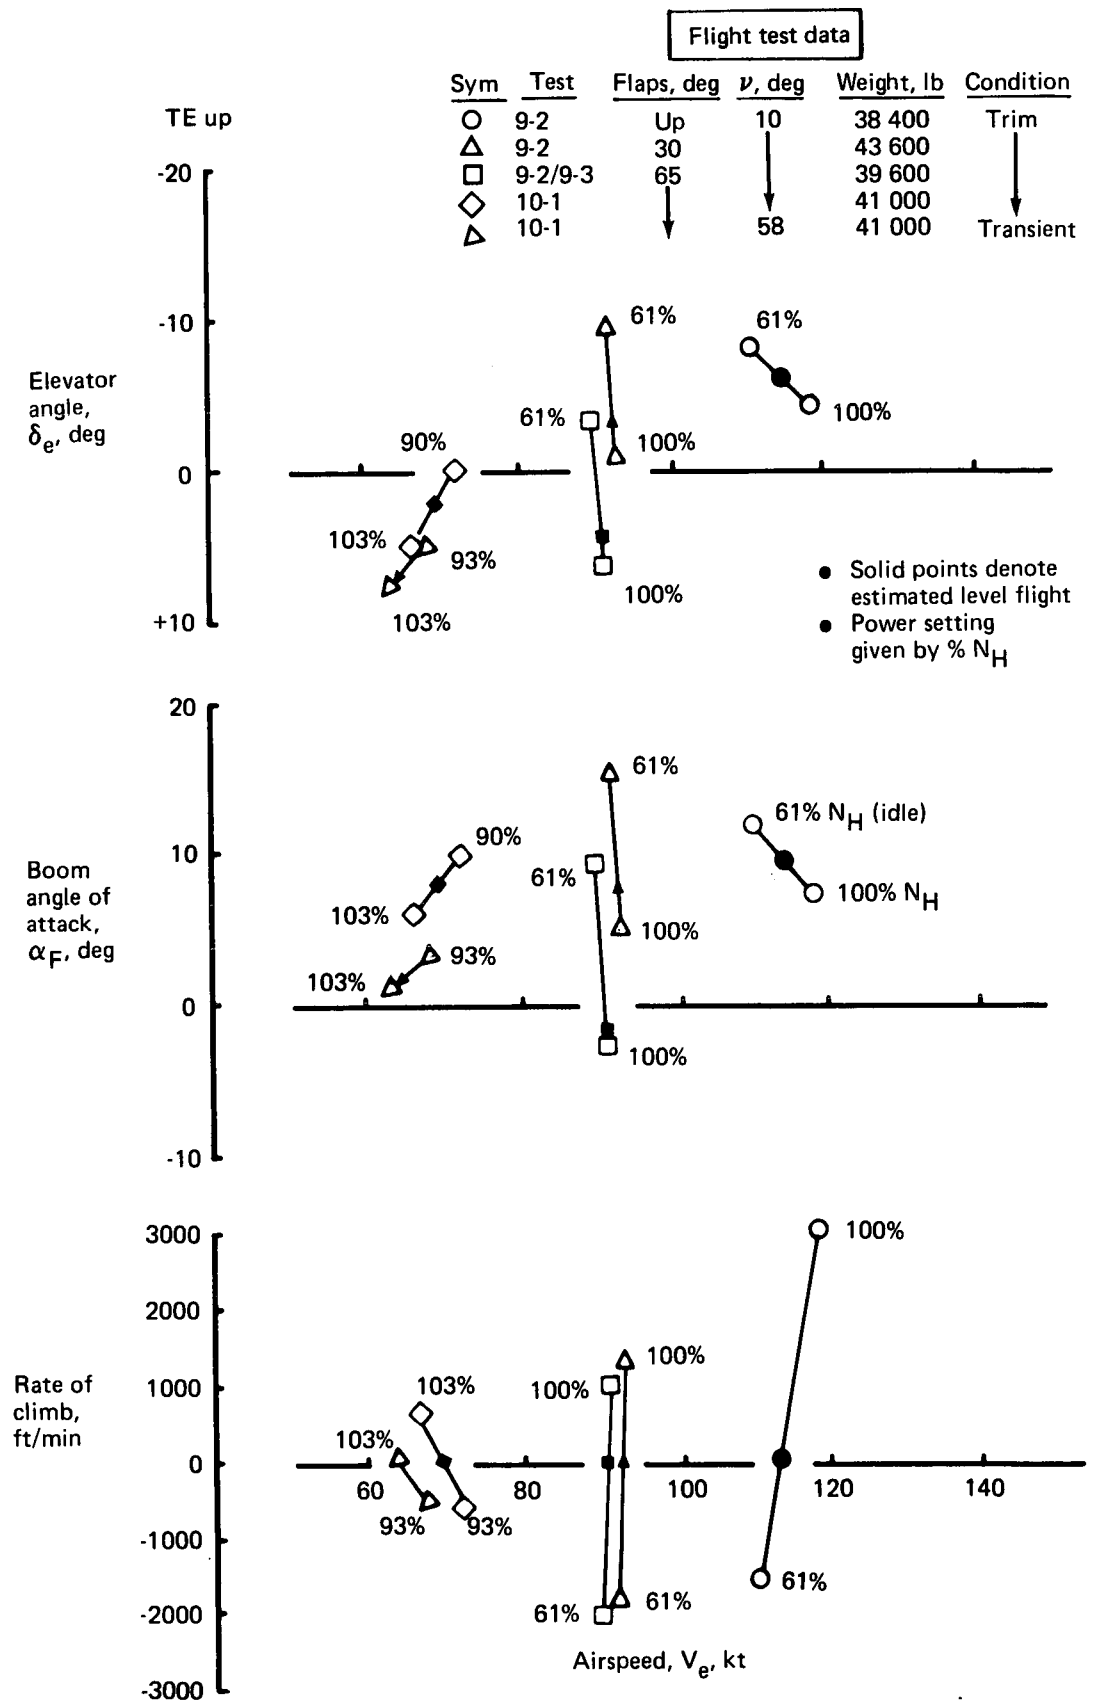 Flight test data
Sym Test Flaps, deg ν, deg Weight, lb Condition
9-2 Up 10 38 400 Trim
9-2 30 43 600
9-2/9-3 65 39 600
10-1 41 000
10-1 58 41 000 Transient
TE up
-20
-10
0
+10
Elevator
angle,
δe, deg
61%
61%
61%
100%
100%
90%
103%
93%
100%
103%
Solid points denote
estimated level flight
Power setting
given by % NH
20
10
0
-10
Boom
angle of
attack,
αF, deg
61%
61% NH (idle)
90%
61%
100% NH
103%
100%
93%
103%
100%
3000
2000
1000
0
-1000
-2000
-3000
Rate of
climb,
ft/min
100%
100%
103%
100%
103%
60 80 100 120 140
93%
93%
61%
61%
61%
Airspeed, Ve, kt